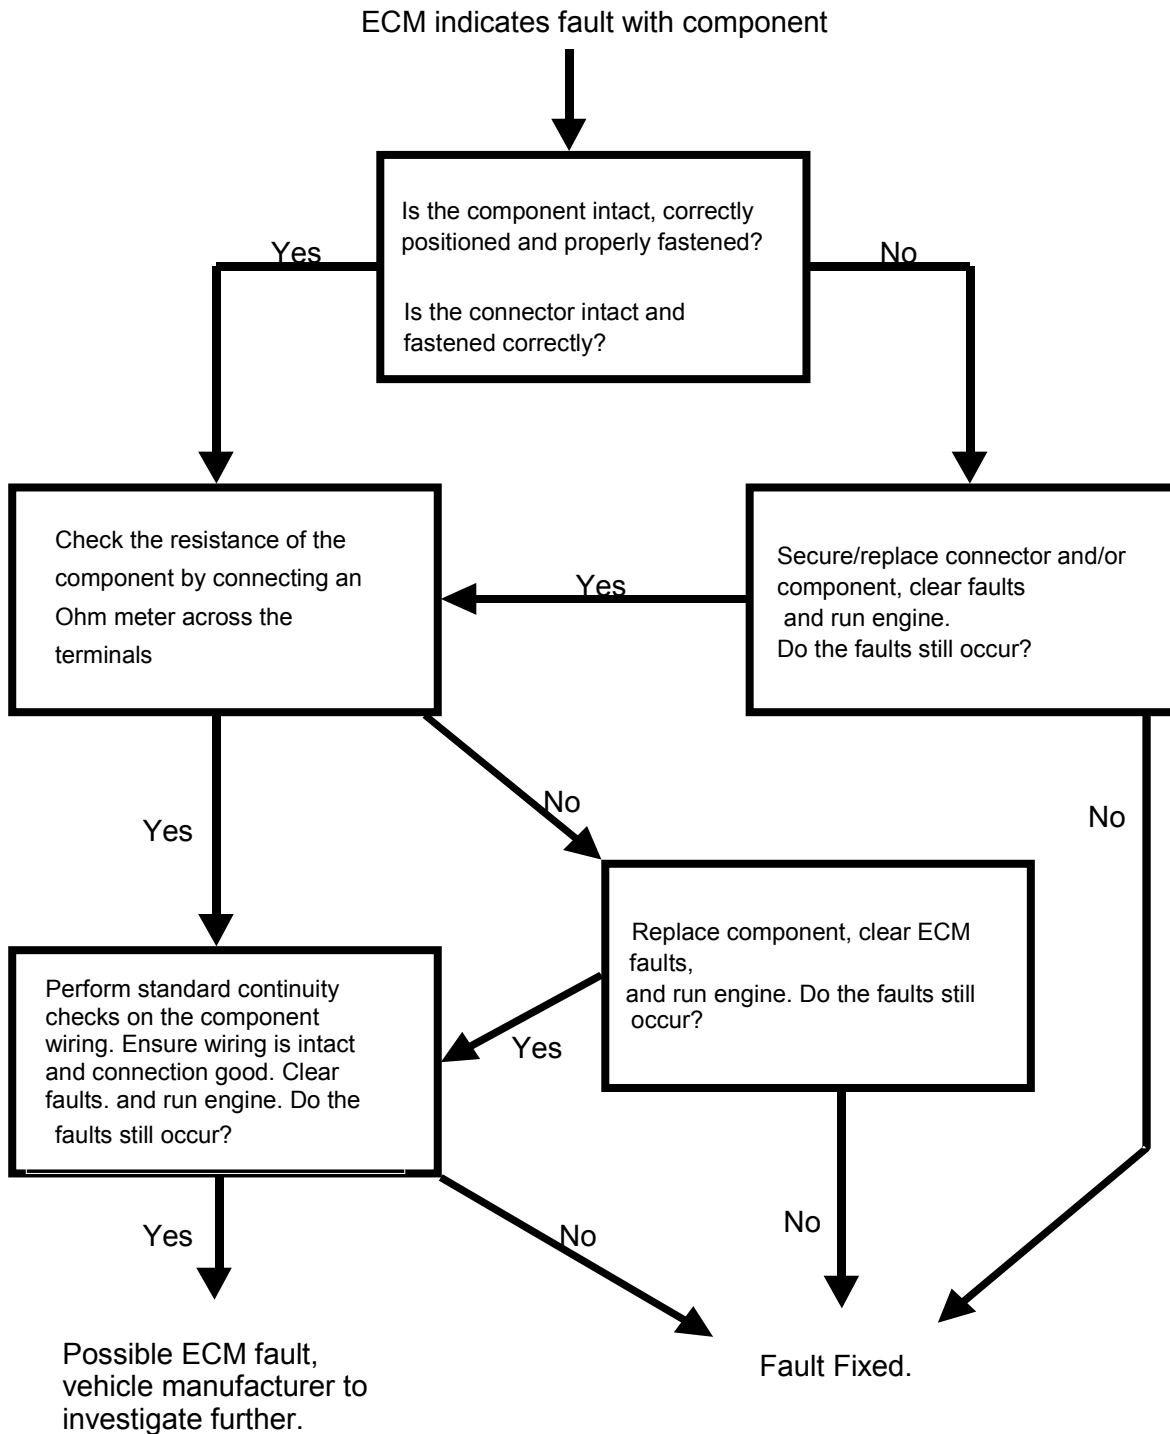 ECM indicates fault with component
Is the component intact, correctly
positioned and properly fastened?
Is the connector intact and
fastened correctly?
Yes
No
Check the resistance of the
component by connecting an
Ohm meter across the
terminals
Yes
Secure/replace connector and/or
component, clear faults
and run engine.
Do the faults still occur?
Yes
No
No
Replace component, clear ECM
faults,
and run engine. Do the faults still
occur?
Perform standard continuity
checks on the component
wiring. Ensure wiring is intact
and connection good. Clear
faults. and run engine. Do the
faults still occur?
Yes
Yes
No
No
Possible ECM fault,
vehicle manufacturer to
investigate further.
Fault Fixed.